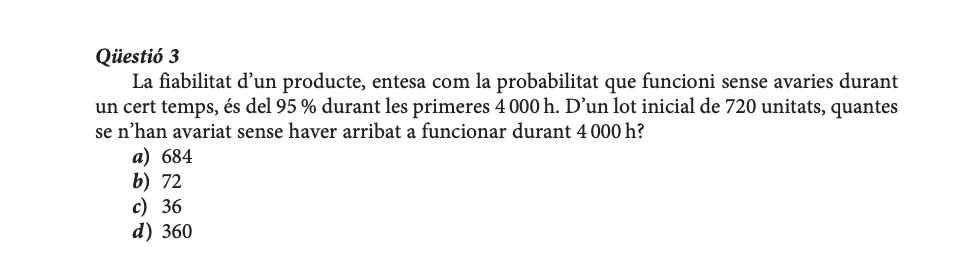 Qüestió 3
La fiabilitat d’un producte, entesa com la probabilitat que funcioni sense avaries durant
un cert temps, és del 95 % durant les primeres 4 000 h. D’un lot inicial de 720 unitats, quantes
se n’han avariat sense haver arribat a funcionar durant 4 000 h?
a) 684
b) 72
c) 36
d) 360